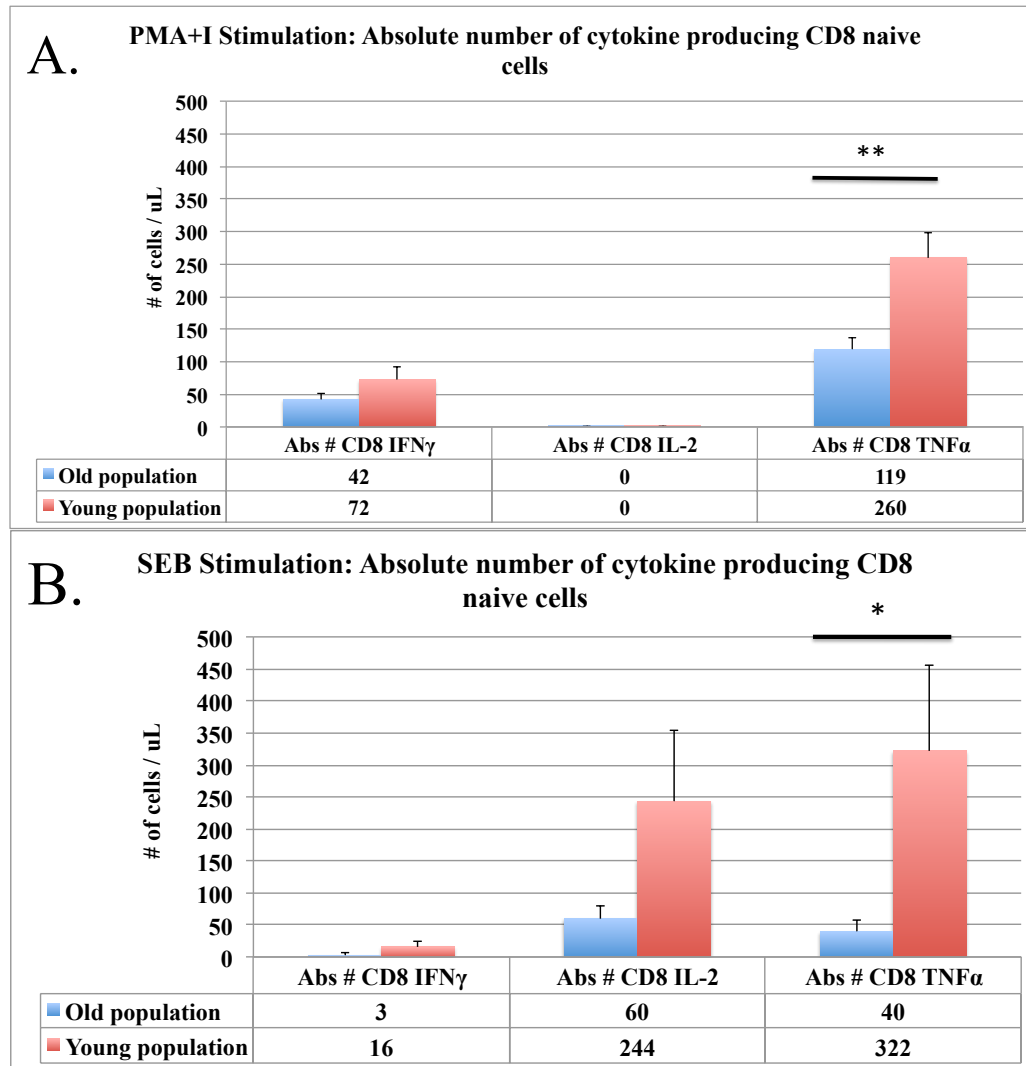 A.
PMA+I Stimulation: Absolute number of cytokine producing CD8 naive
cells
# of cells / uL
500
450
400
350
300
250
200
150
100
50
0
**
Abs # CD8 IFNγ Abs # CD8 IL-2 Abs # CD8 TNFα
Old population 42 0 119
Young population 72 0 260
B.
SEB Stimulation: Absolute number of cytokine producing CD8
naive cells
# of cells / uL
500
450
400
350
300
250
200
150
100
50
0
*
Abs # CD8 IFNγ Abs # CD8 IL-2 Abs # CD8 TNFα
Old population 3 60 40
Young population 16 244 322